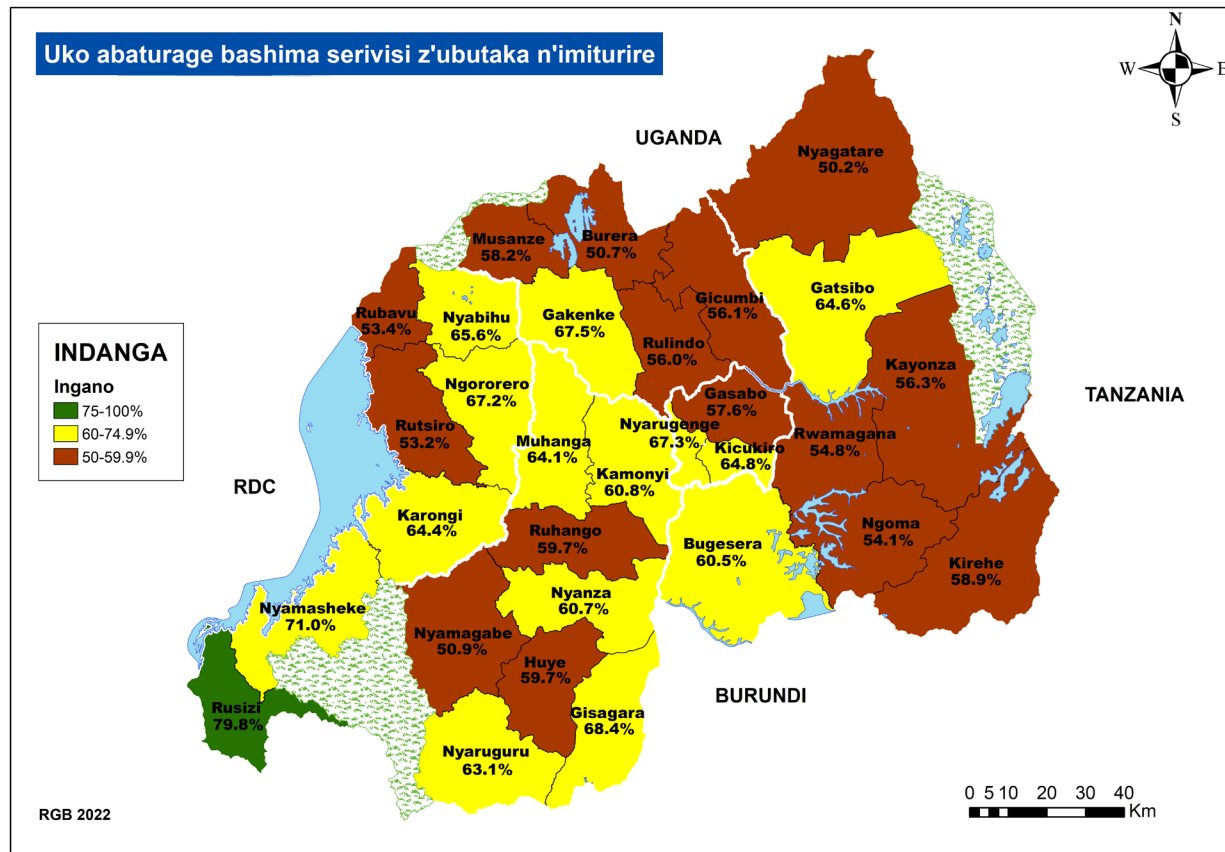 Uko abaturage bashima serivisi z'ubutaka n'imiturire
N
W
E
S
UGANDA
Nyagatare
50.2%
Musanze
58.2%
Burera
50.7%
Gicumbi
56.1%
Gatsibo
64.6%
Rubavu
53.4%
Nyabihu
65.6%
Gakenke
67.5%
Rulindo
56.0%
Kayonza
56.3%
INDANGA
Ingano
75-100%
60-74.9%
50-59.9%
Ngororero
67.2%
Gasabo
57.6%
TANZANIA
Rutsiro
53.2%
Muhanga
64.1%
Nyarugenge
67.3%
Kicukiro
64.8%
Rwamagana
54.8%
Kamonyi
60.8%
RDC
Karongi
64.4%
Ruhango
59.7%
Bugesera
60.5%
Ngoma
54.1%
Kirehe
58.9%
Nyamasheke
71.0%
Nyanza
60.7%
Nyamagabe
50.9%
Huye
59.7%
BURUNDI
Rusizi
79.8%
Gisagara
68.4%
Nyaruguru
63.1%
RGB 2022
0 5 10 20 30 40
Km